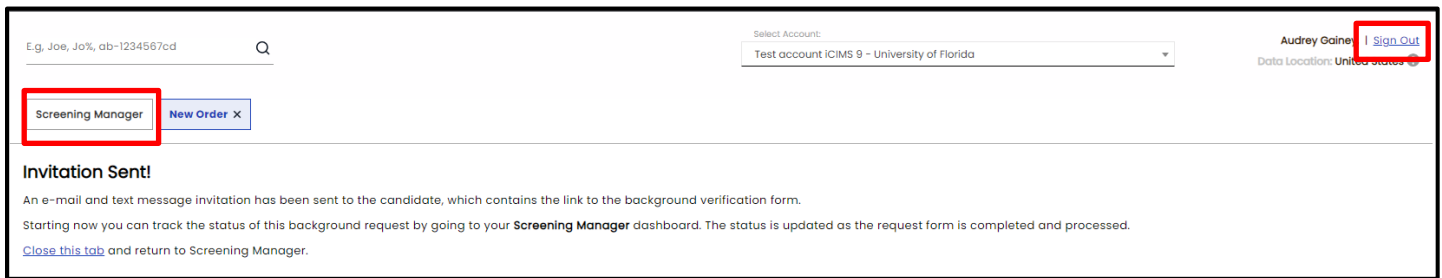 Select Account:
E.g, Joe, Jo%, ab-1234567cd
Test account iCIMS 9 - University of Florida
Audrey Gainey | Sign Out
Data Location: United States
Screening Manager
New Order X
Invitation Sent!
An e-mail and text message invitation has been sent to the candidate, which contains the link to the background verification form.
Starting now you can track the status of this background request by going to your Screening Manager dashboard. The status is updated as the request form is completed and processed.
Close this tab and return to Screening Manager.